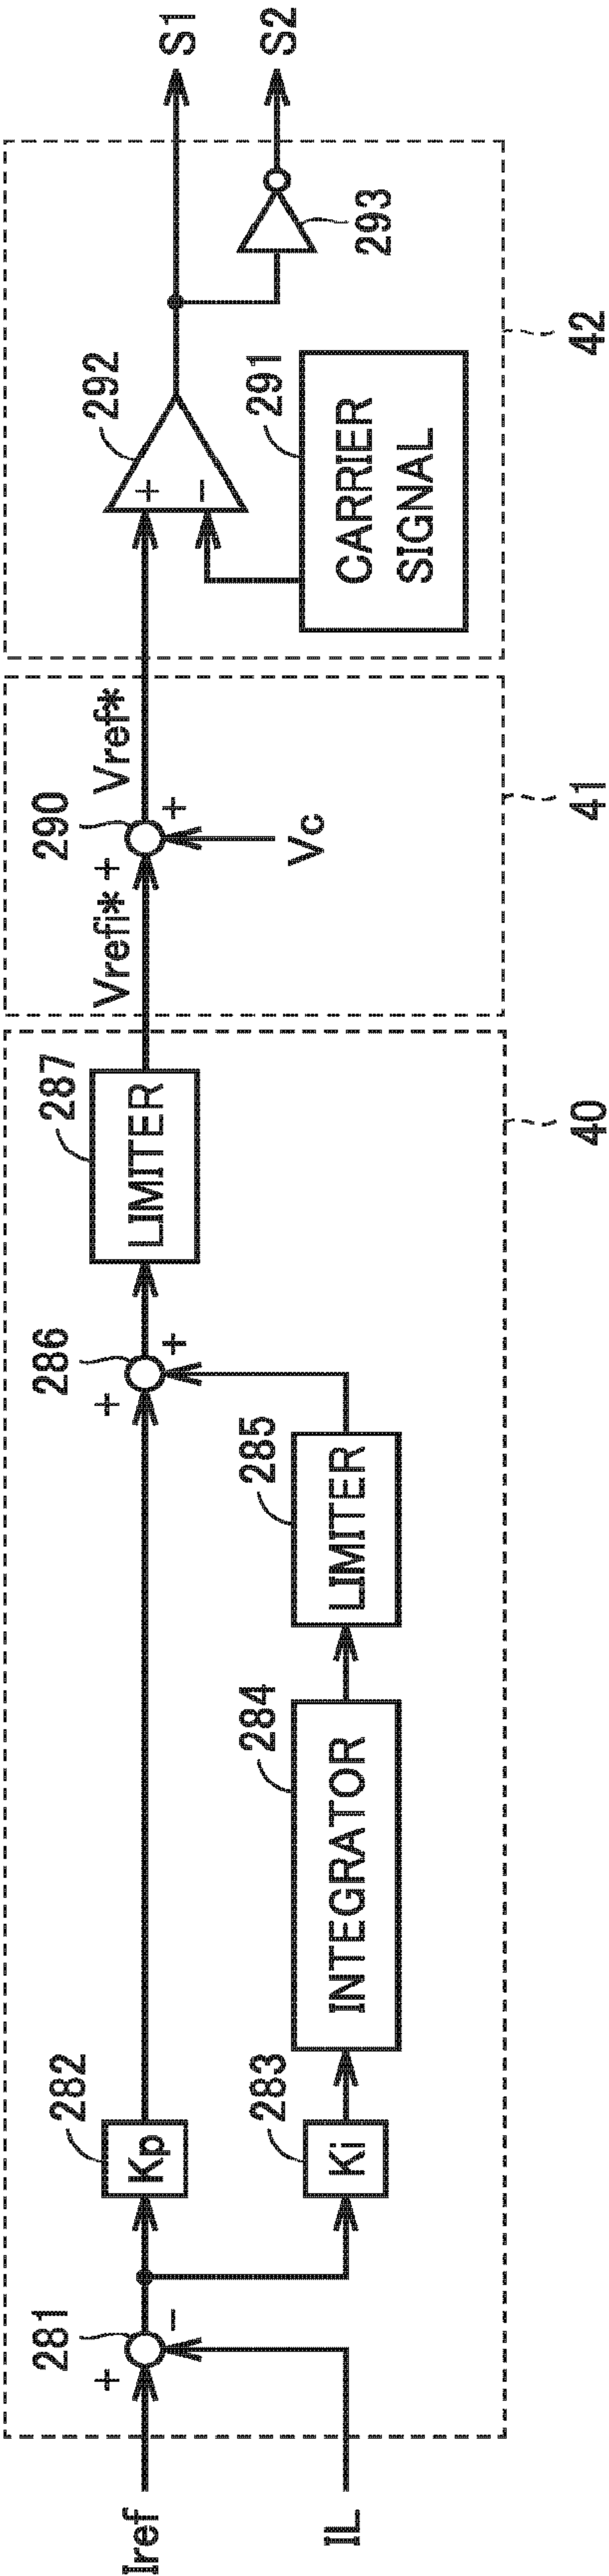 Iref
IL
+
−
281
282
Kp
283
Ki
284
INTEGRATOR
285
LIMITER
+
+
286
287
LIMITER
40
Vrefi*
+
+
290
Vc
Vref*
41
+
−
292
291
CARRIER
SIGNAL
293
42
S1
S2